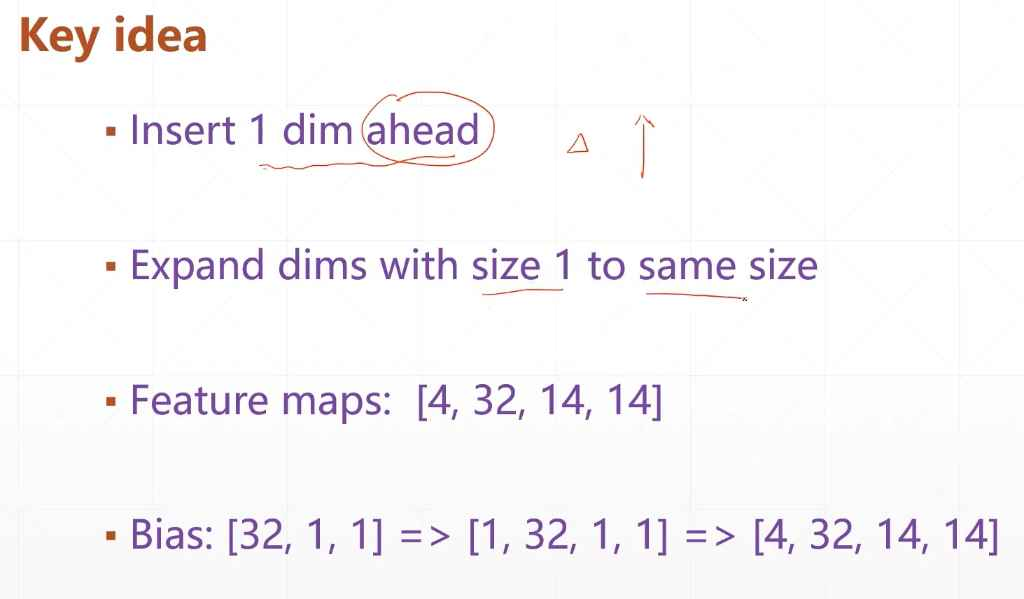 Key idea
▪ Insert 1 dim ahead
▪ Expand dims with size 1 to same size
▪ Feature maps: [4, 32, 14, 14]
▪ Bias: [32, 1, 1] => [1, 32, 1, 1] => [4, 32, 14, 14]